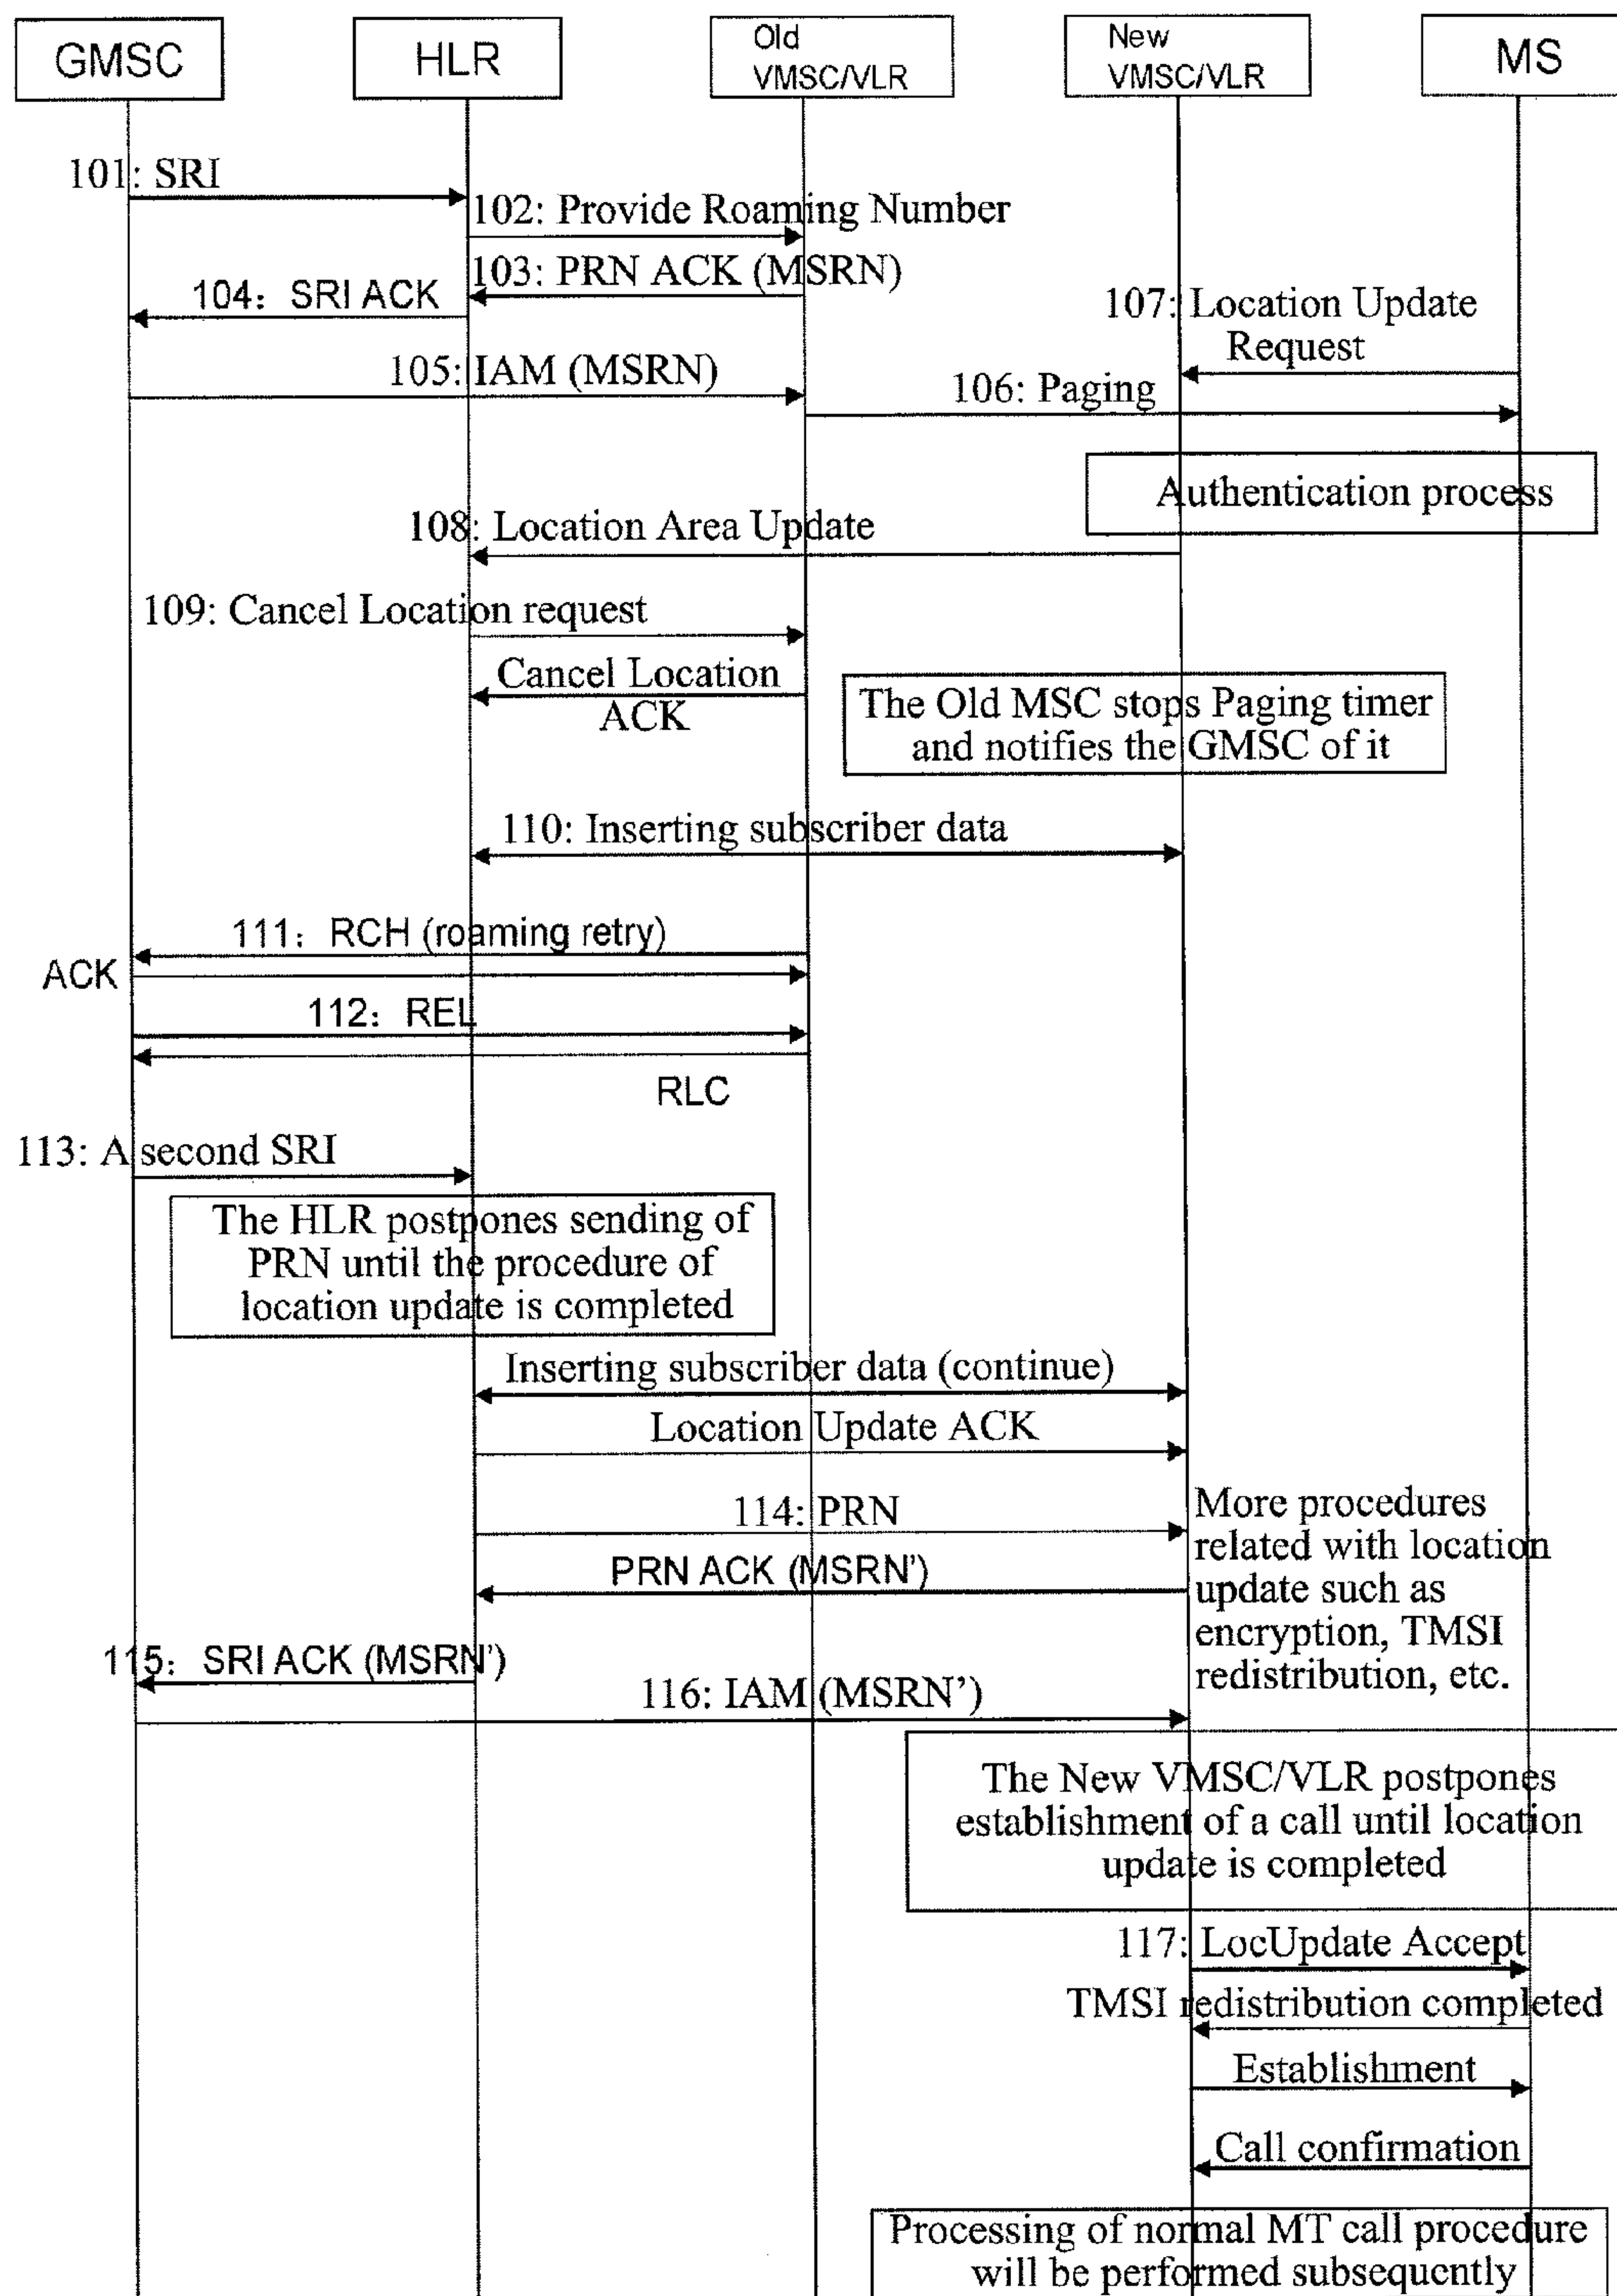 GMSC
HLR
Old
VMSC/VLR
New
VMSC/VLR
MS
101: SRI
102: Provide Roaming Number
103: PRN ACK (MSRN)
104: SRI ACK
107: Location Update
Request
105: IAM (MSRN)
106: Paging
Authentication process
108: Location Area Update
109: Cancel Location request
Cancel Location
ACK
The Old MSC stops Paging timer
and notifies the GMSC of it
110: Inserting subscriber data
111: RCH (roaming retry)
ACK
112: REL
RLC
113: A second SRI
The HLR postpones sending of
PRN until the procedure of
location update is completed
Inserting subscriber data (continue)
Location Update ACK
114: PRN
PRN ACK (MSRN')
More procedures
related with location
update such as
encryption, TMSI
redistribution, etc.
115: SRI ACK (MSRN')
116: IAM (MSRN')
The New VMSC/VLR postpones
establishment of a call until location
update is completed
117: LocUpdate Accept
TMSI redistribution completed
Establishment
Call confirmation
Processing of normal MT call procedure
will be performed subsequently